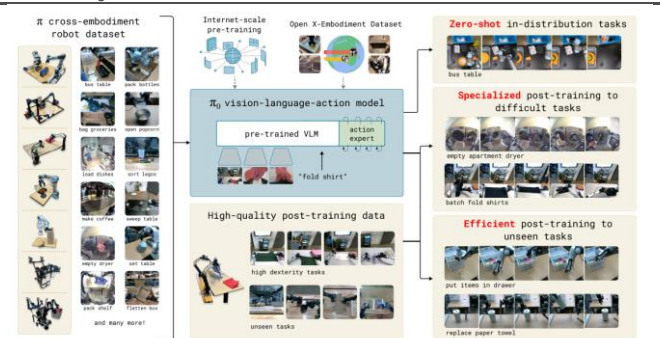 π cross-embodiment
robot dataset
bus table
pack bottles
bag groceries
open popcorn
load dishes
sort legos
make coffee
sweep table
empty dryer
set table
pack shelf
flatten box
and many more!
Internet-scale
pre-training
Open X-Embodiment Dataset
π₀ vision-language-action model
pre-trained VLM
action
expert
"fold shirt"
High-quality post-training data
high dexterity tasks
unseen tasks
Zero-shot in-distribution tasks
bus table
Specialized post-training to
difficult tasks
empty apartment dryer
batch fold shirts
Efficient post-training to
unseen tasks
put items in drawer
replace paper towel